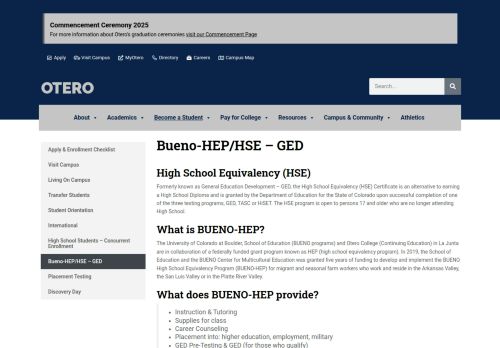 Commencement Ceremony 2025
For more information about Otero's graduation ceremonies visit our Commencement Page
Apply
Visit Campus
MyOtero
Directory
Careers
Campus Map
OTERO
Search...
About
Academics
Become a Student
Pay for College
Resources
Campus & Community
Athletics
Apply & Enrollment Checklist
Visit Campus
Living On Campus
Transfer Students
Student Orientation
International
High School Students – Concurrent
Enrollment
Bueno-HEP/HSE – GED
Placement Testing
Discovery Day
Bueno-HEP/HSE – GED
High School Equivalency (HSE)
Formerly known as General Education Development – GED, the High School Equivalency (HSE) Certificate is an alternative to earning
a High School Diploma and is granted by the Department of Education for the State of Colorado upon successful completion of
one of the three testing programs; GED, TASC or HiSET. The HSE program is open to persons 17 and older who are no longer attending
High School.
What is BUENO-HEP?
The University of Colorado at Boulder, School of Education (BUENO programs) and Otero College (Continuing Education) in La Junta
are in collaboration of a federally funded grant program known as HEP (high school equivalency program). In 2019, the School of
Education and the BUENO Center for Multicultural Education was granted five years of funding to develop and implement the BUENO
High School Equivalency Program (BUENO-HEP) for migrant and seasonal farm workers who work and reside in the Arkansas Valley,
the San Luis Valley or in the Platte River Valley.
What does BUENO-HEP provide?
Instruction & Tutoring
Supplies for class
Career Counseling
Placement into: higher education, employment, military
GED Pre-Testing & GED (for those who qualify)